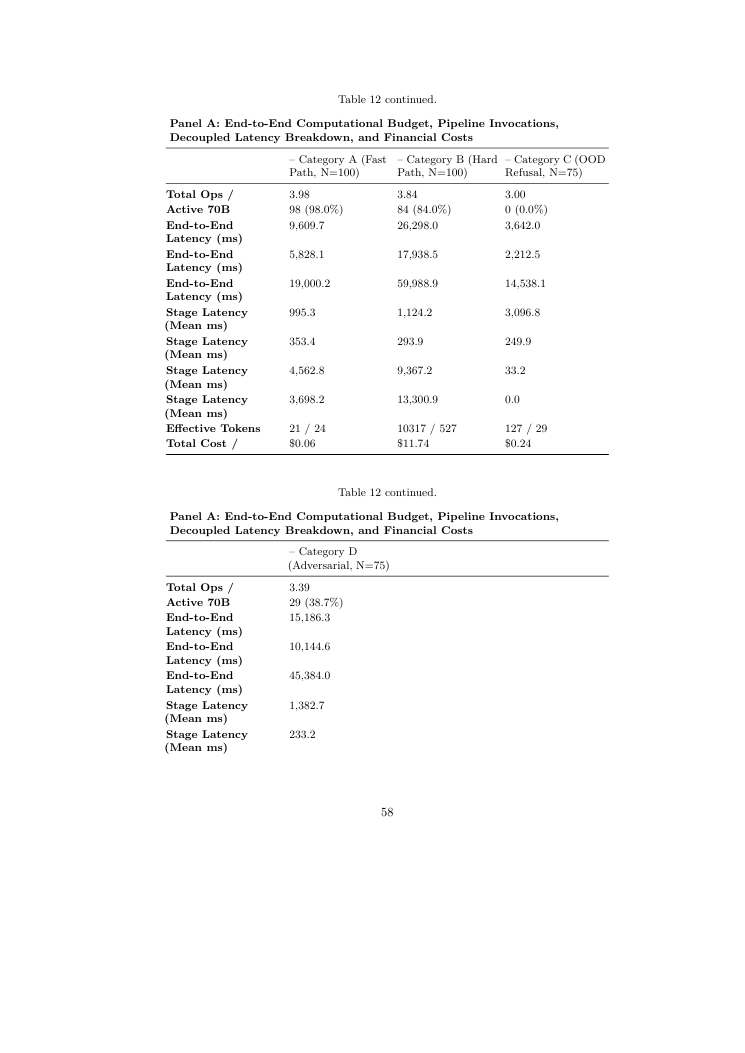 Table 12 continued.
Panel A: End-to-End Computational Budget, Pipeline Invocations,
Decoupled Latency Breakdown, and Financial Costs
– Category A (Fast – Category B (Hard – Category C (OOD
Path, N=100) Path, N=100) Refusal, N=75)
Total Ops / 3.98 3.84 3.00
Active 70B 98 (98.0%) 84 (84.0%) 0 (0.0%)
End-to-End 9,609.7 26,298.0 3,642.0
Latency (ms)
End-to-End 5,828.1 17,938.5 2,212.5
Latency (ms)
End-to-End 19,000.2 59,988.9 14,538.1
Latency (ms)
Stage Latency 995.3 1,124.2 3,096.8
(Mean ms)
Stage Latency 353.4 293.9 249.9
(Mean ms)
Stage Latency 4,562.8 9,367.2 33.2
(Mean ms)
Stage Latency 3,698.2 13,300.9 0.0
(Mean ms)
Effective Tokens 21 / 24 10317 / 527 127 / 29
Total Cost / $0.06 $11.74 $0.24
Table 12 continued.
Panel A: End-to-End Computational Budget, Pipeline Invocations,
Decoupled Latency Breakdown, and Financial Costs
– Category D
(Adversarial, N=75)
Total Ops / 3.39
Active 70B 29 (38.7%)
End-to-End 15,186.3
Latency (ms)
End-to-End 10,144.6
Latency (ms)
End-to-End 45,384.0
Latency (ms)
Stage Latency 1,382.7
(Mean ms)
Stage Latency 233.2
(Mean ms)
58